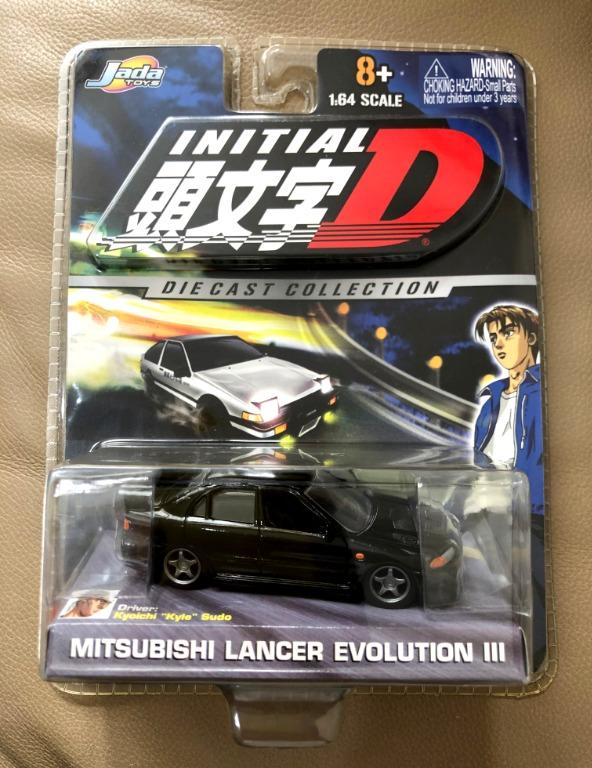 Jada
TOYS
8+
1:64 SCALE
WARNING:
CHOKING HAZARD-Small Parts
Not for children under 3 years
INITIAL D
頭文字
®
DIE CAST COLLECTION
Driver:
Kyoichi "Kyle" Sudo
MITSUBISHI LANCER EVOLUTION III